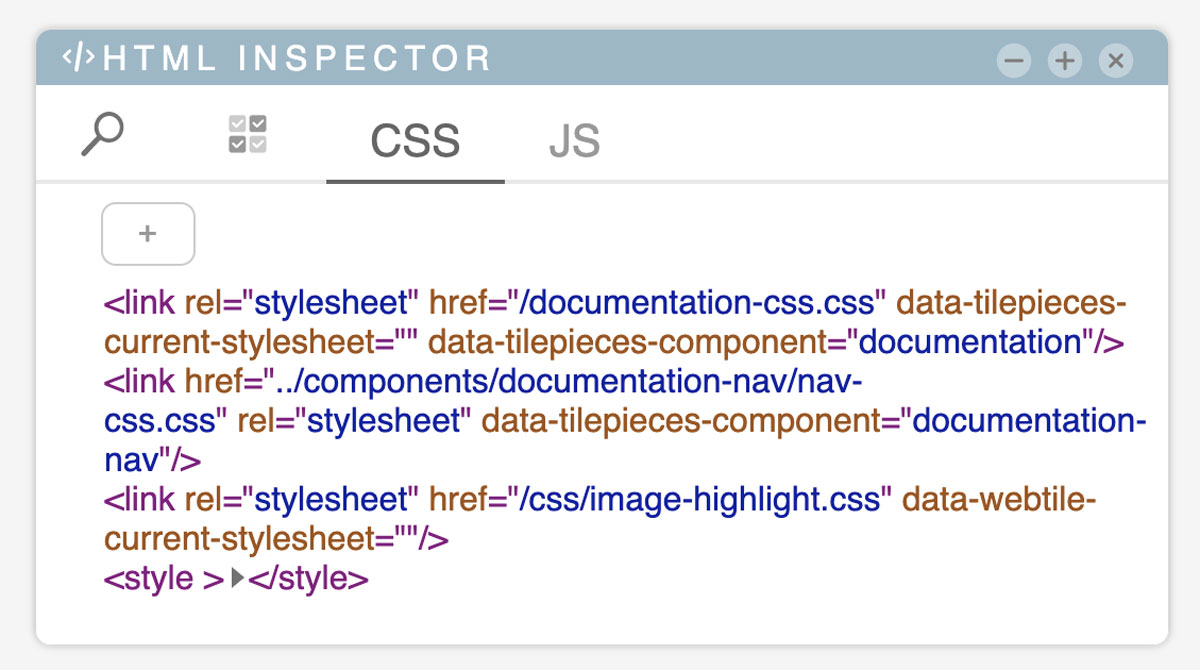 </>HTML INSPECTOR
CSS JS
+
<link rel="stylesheet" href="/documentation-css.css" data-tilepieces-
current-stylesheet="" data-tilepieces-component="documentation"/>
<link href="../components/documentation-nav/nav-
css.css" rel="stylesheet" data-tilepieces-component="documentation-
nav"/>
<link rel="stylesheet" href="/css/image-highlight.css" data-webtile-
current-stylesheet=""/>
<style ></style>